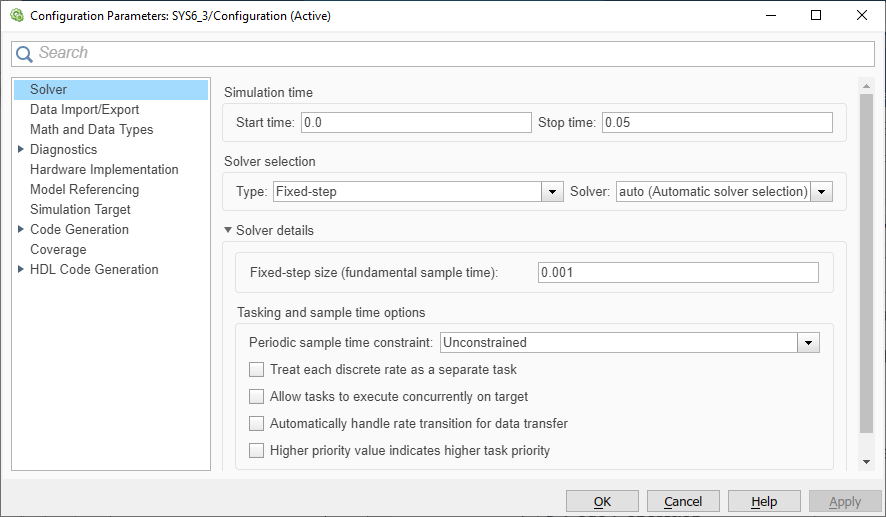 Configuration Parameters: SYS6_3/Configuration (Active)
Search
Solver
Data Import/Export
Math and Data Types
Diagnostics
Hardware Implementation
Model Referencing
Simulation Target
Code Generation
Coverage
HDL Code Generation
Simulation time
Start time: 0.0 Stop time: 0.05
Solver selection
Type: Fixed-step Solver: auto (Automatic solver selection)
Solver details
Fixed-step size (fundamental sample time): 0.001
Tasking and sample time options
Periodic sample time constraint: Unconstrained
Treat each discrete rate as a separate task
Allow tasks to execute concurrently on target
Automatically handle rate transition for data transfer
Higher priority value indicates higher task priority
OK Cancel Help Apply